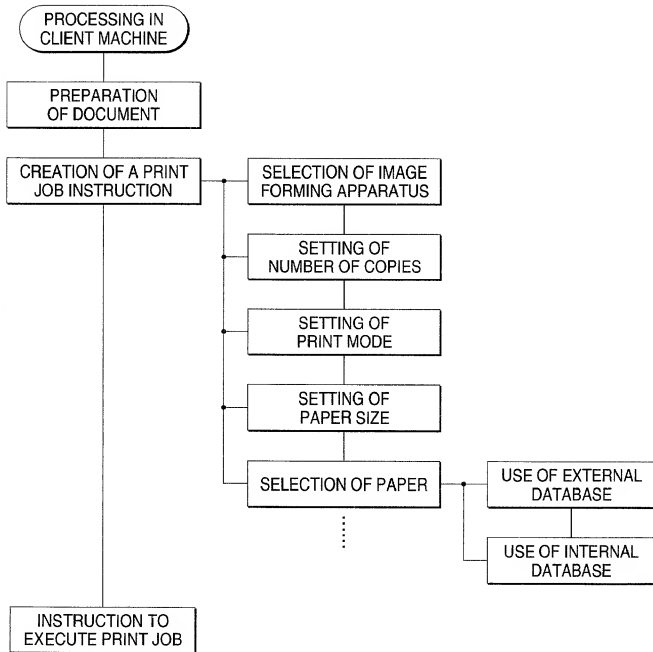 PROCESSING IN
CLIENT MACHINE
PREPARATION
OF DOCUMENT
CREATION OF A PRINT
JOB INSTRUCTION
SELECTION OF IMAGE
FORMING APPARATUS
SETTING OF
NUMBER OF COPIES
SETTING OF
PRINT MODE
SETTING OF
PAPER SIZE
SELECTION OF PAPER
USE OF EXTERNAL
DATABASE
USE OF INTERNAL
DATABASE
INSTRUCTION TO
EXECUTE PRINT JOB